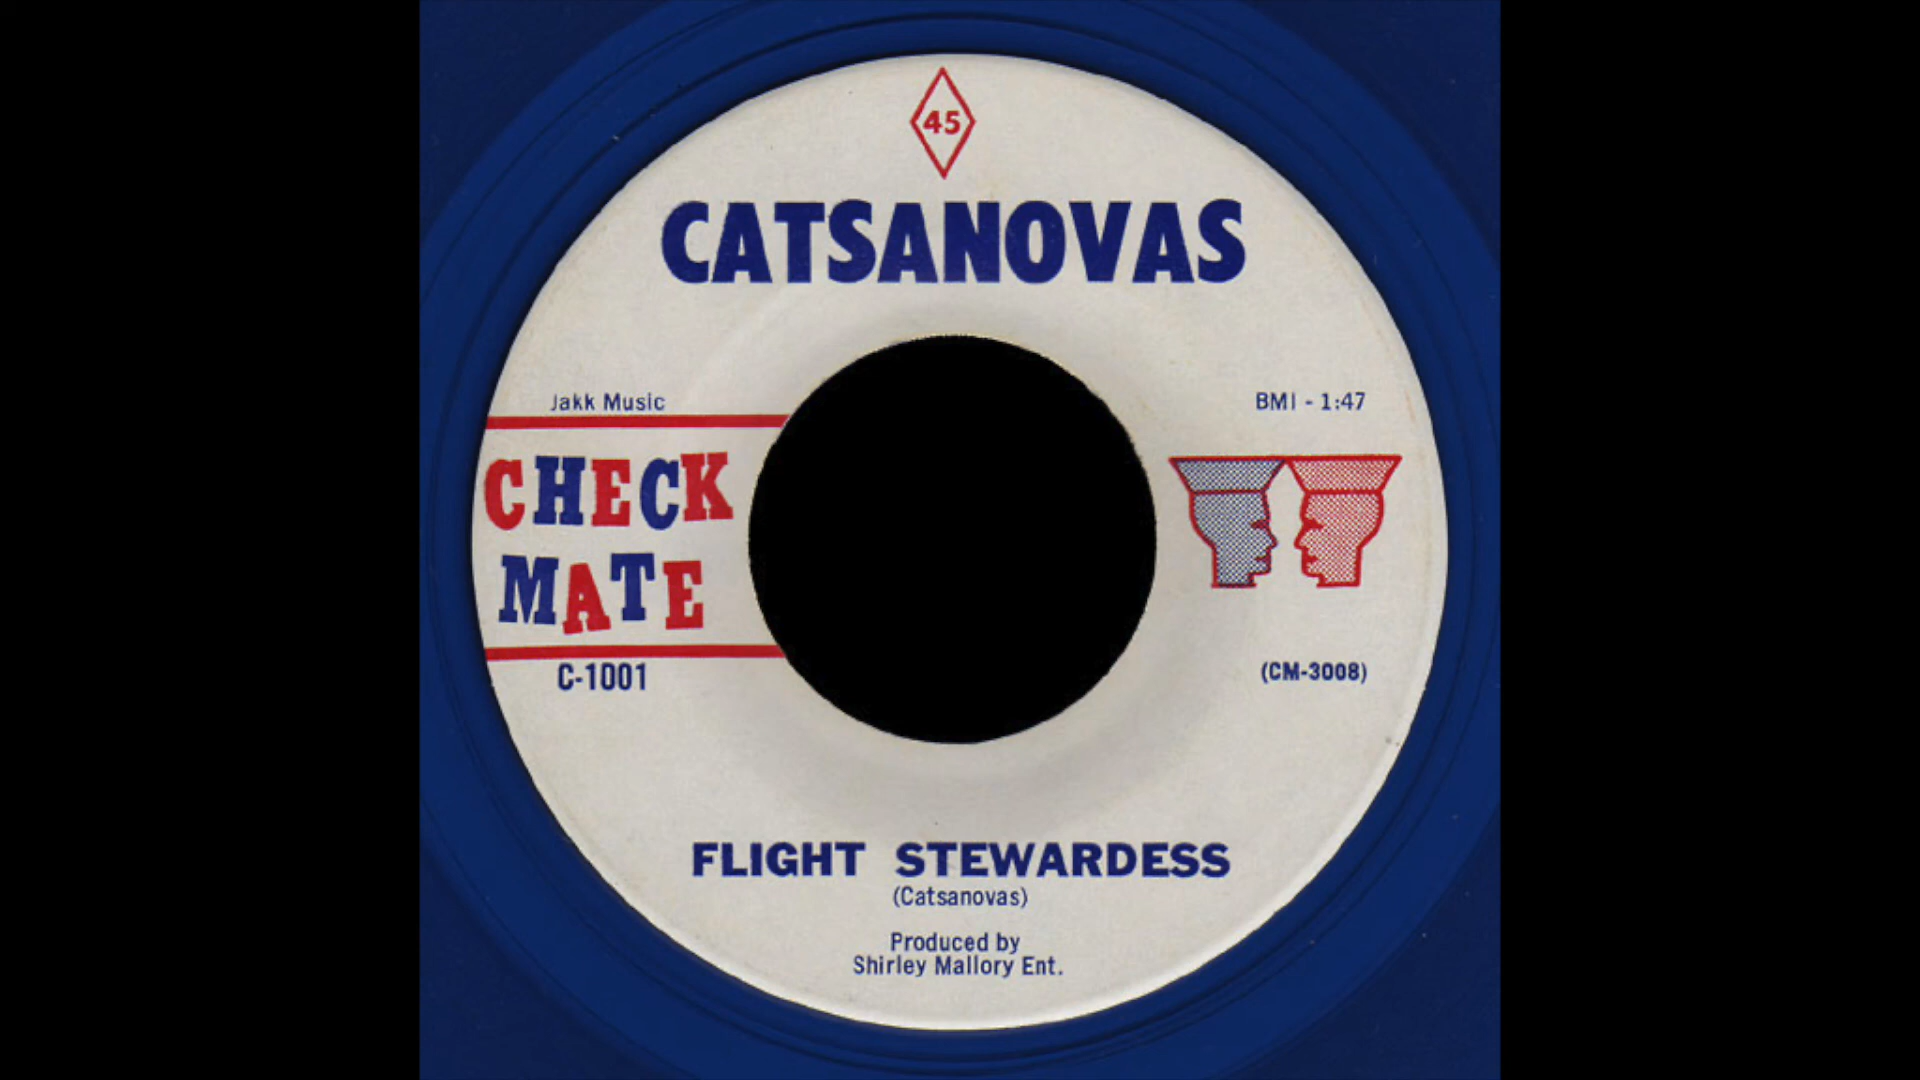 45
CATSANOVAS
Jakk Music
BMI - 1:47
CHECK
MATE
C-1001
(CM-3008)
FLIGHT STEWARDESS
(Catsanovas)
Produced by
Shirley Mallory Ent.